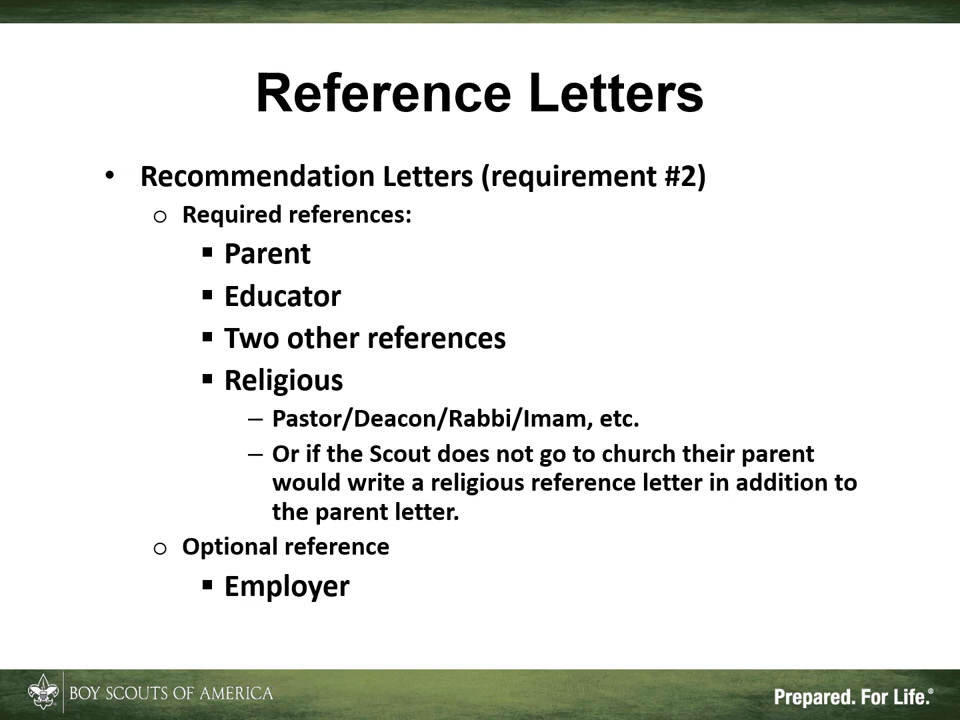 Reference Letters
• Recommendation Letters (requirement #2)
o Required references:
▪ Parent
▪ Educator
▪ Two other references
▪ Religious
– Pastor/Deacon/Rabbi/Imam, etc.
– Or if the Scout does not go to church their parent
would write a religious reference letter in addition to
the parent letter.
o Optional reference
▪ Employer
BOY SCOUTS OF AMERICA
Prepared. For Life.®